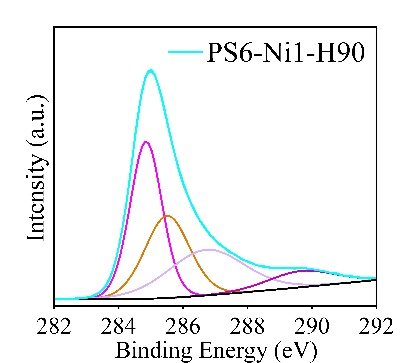 PS6-Ni1-H90
Intensity (a.u.)
282 284 286 288 290 292
Binding Energy (eV)